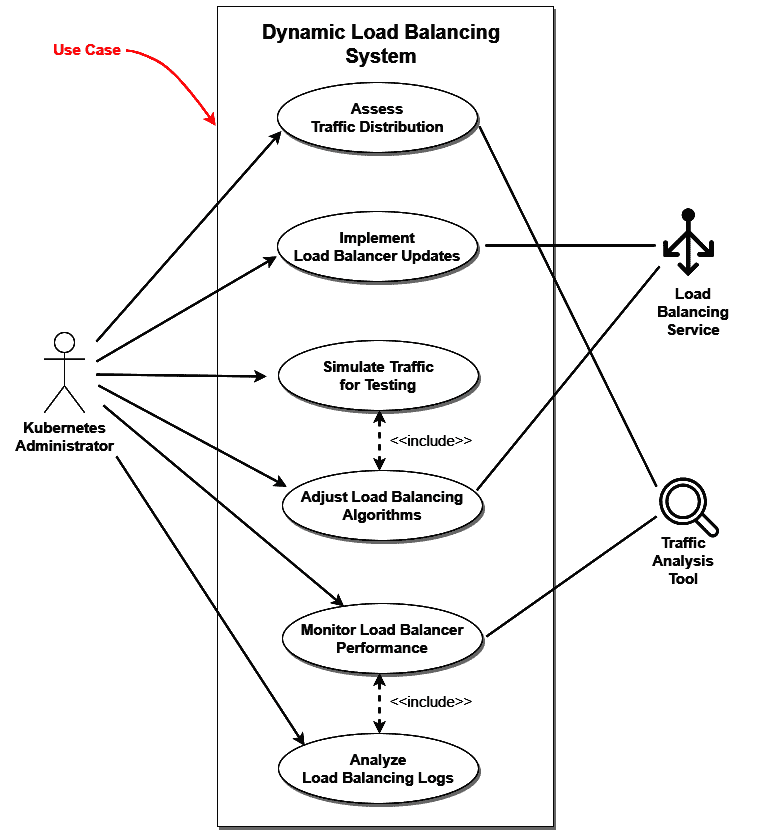 Dynamic Load Balancing
System
Use Case
Assess
Traffic Distribution
Implement
Load Balancer Updates
Load
Balancing
Service
Simulate Traffic
for Testing
Kubernetes
Administrator
<<include>>
Adjust Load Balancing
Algorithms
Traffic
Analysis
Tool
Monitor Load Balancer
Performance
<<include>>
Analyze
Load Balancing Logs